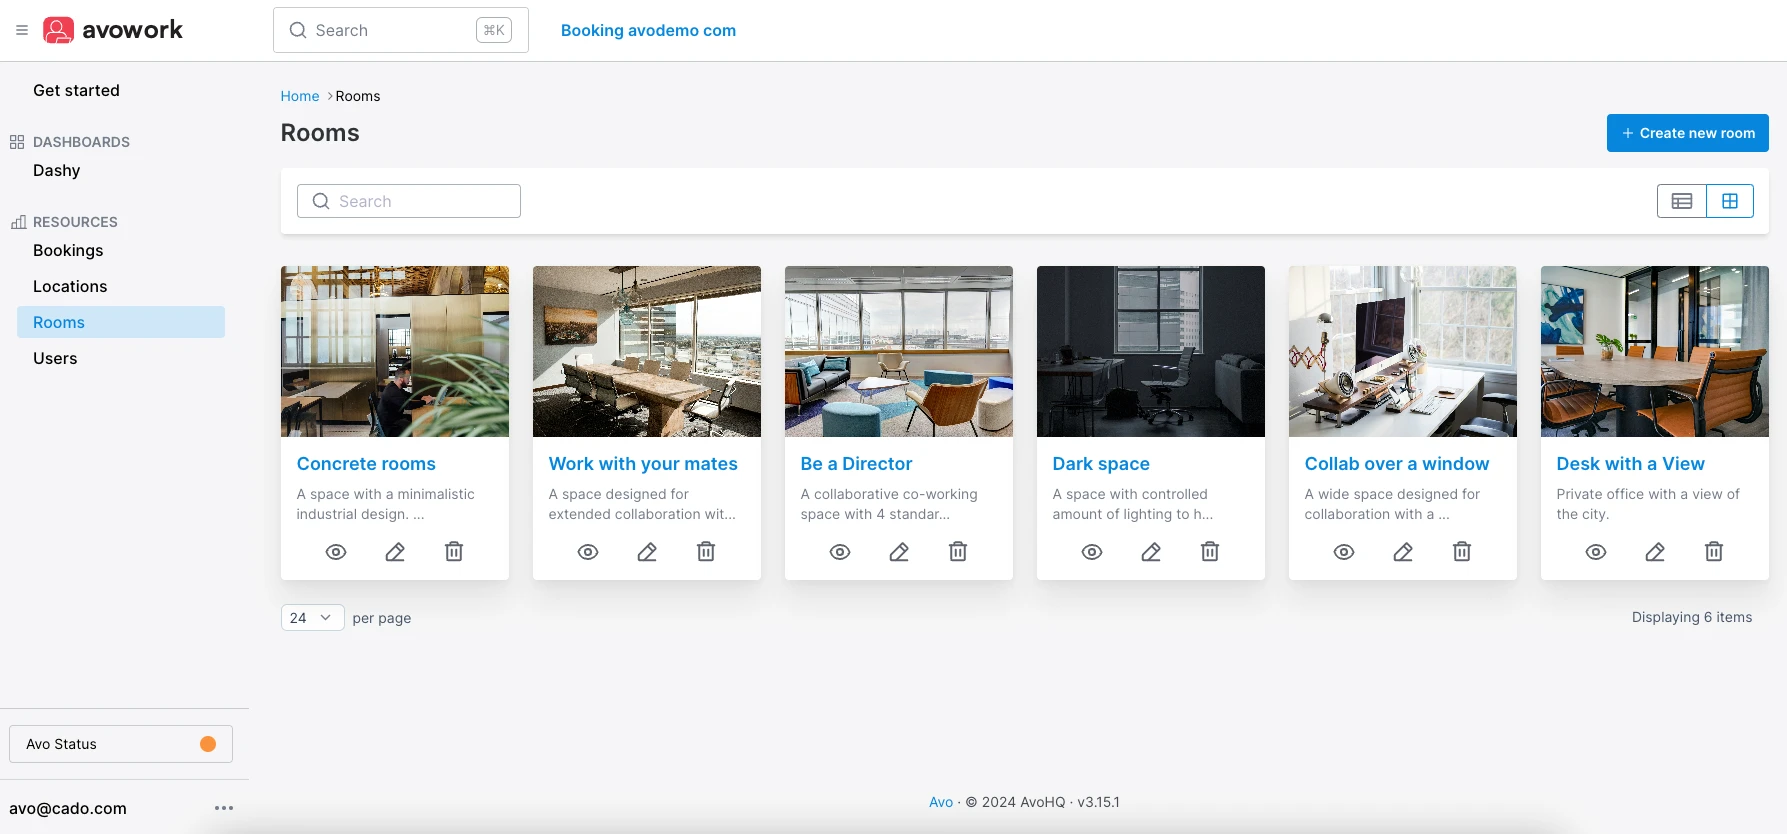 avowork
Search ⌘K
Booking avodemo com
Get started
DASHBOARDS
Dashy
RESOURCES
Bookings
Locations
Rooms
Users
Avo Status
avo@cado.com
Home > Rooms
Rooms
+ Create new room
Search
Concrete rooms
A space with a minimalistic
industrial design. ...
Work with your mates
A space designed for
extended collaboration wit...
Be a Director
A collaborative co-working
space with 4 standar...
Dark space
A space with controlled
amount of lighting to h...
Collab over a window
A wide space designed for
collaboration with a ...
Desk with a View
Private office with a view of
the city.
24 per page
Displaying 6 items
Avo · © 2024 AvoHQ · v3.15.1